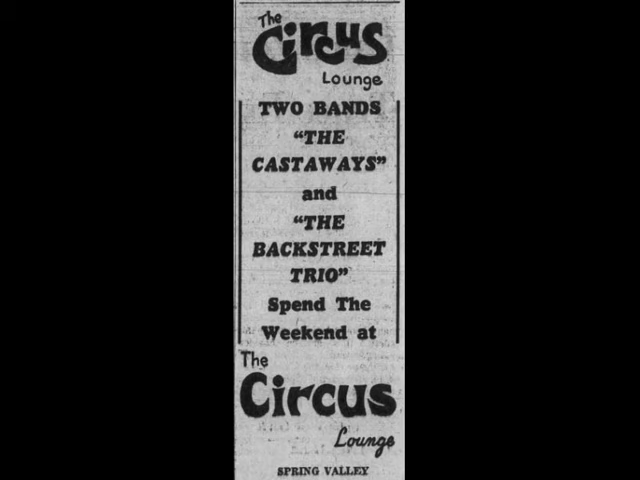 The
Circus
Lounge
TWO BANDS
“THE
CASTAWAYS”
and
“THE
BACKSTREET
TRIO”
Spend The
Weekend at
The
Circus
Lounge
SPRING VALLEY